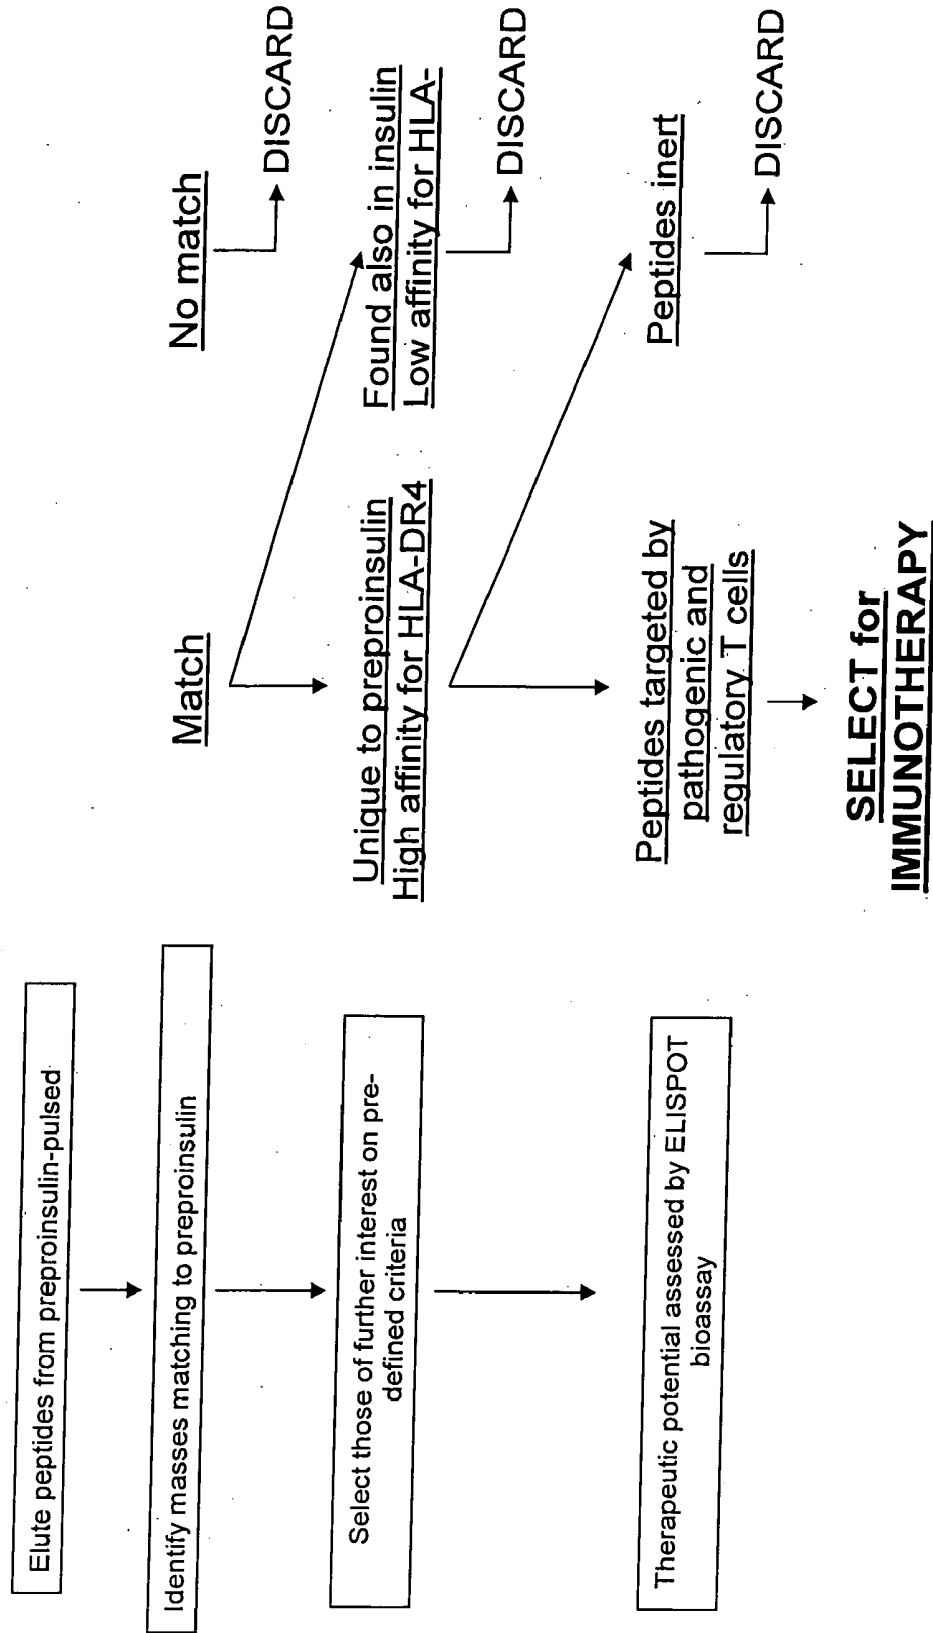 Elute peptides from preproinsulin-pulsed
Identify masses matching to preproinsulin
Match
No match
DISCARD
Select those of further interest on pre-
defined criteria
Unique to preproinsulin
High affinity for HLA-DR4
Found also in insulin
Low affinity for HLA-
DISCARD
Therapeutic potential assessed by ELISPOT
bioassay
Peptides targeted by
pathogenic and
regulatory T cells
Peptides inert
DISCARD
SELECT for
IMMUNOTHERAPY